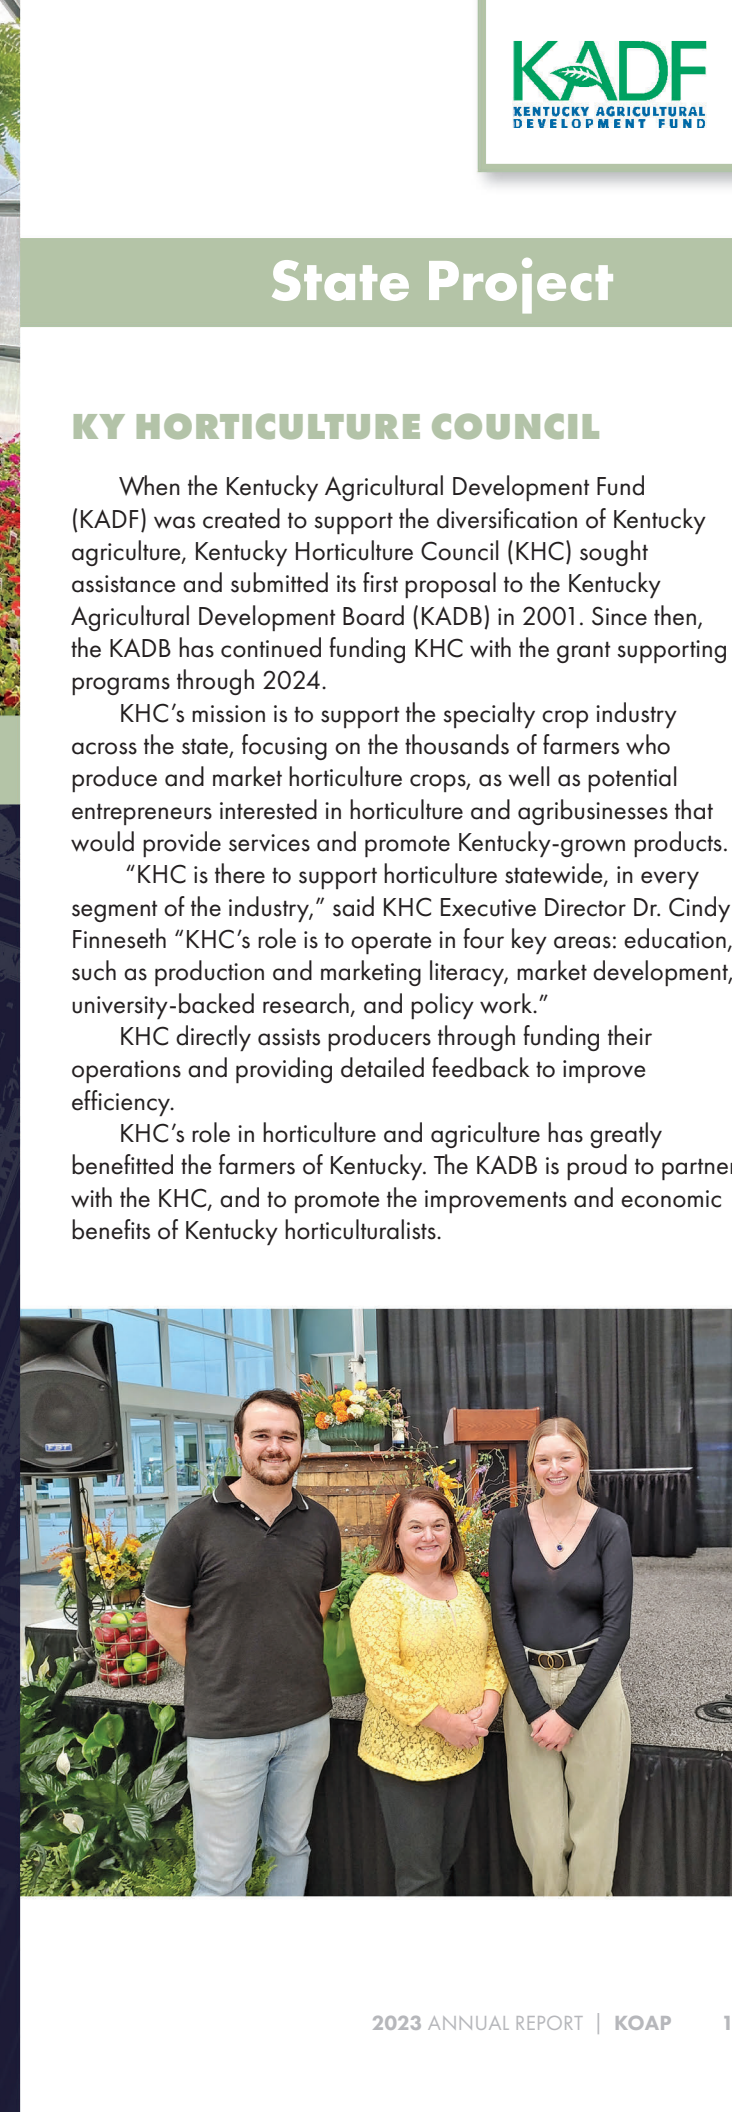 KADF
KENTUCKY AGRICULTURAL
DEVELOPMENT FUND
State Project
KY HORTICULTURE COUNCIL
When the Kentucky Agricultural Development Fund
(KADF) was created to support the diversification of Kentucky
agriculture, Kentucky Horticulture Council (KHC) sought
assistance and submitted its first proposal to the Kentucky
Agricultural Development Board (KADB) in 2001. Since then,
the KADB has continued funding KHC with the grant supporting
programs through 2024.
KHC’s mission is to support the specialty crop industry
across the state, focusing on the thousands of farmers who
produce and market horticulture crops, as well as potential
entrepreneurs interested in horticulture and agribusinesses that
would provide services and promote Kentucky-grown products.
“KHC is there to support horticulture statewide, in every
segment of the industry,” said KHC Executive Director Dr. Cindy
Finneseth “KHC’s role is to operate in four key areas: education,
such as production and marketing literacy, market development,
university-backed research, and policy work.”
KHC directly assists producers through funding their
operations and providing detailed feedback to improve
efficiency.
KHC’s role in horticulture and agriculture has greatly
benefitted the farmers of Kentucky. The KADB is proud to partner
with the KHC, and to promote the improvements and economic
benefits of Kentucky horticulturalists.
FBT
2023 ANNUAL REPORT | KOAP 1